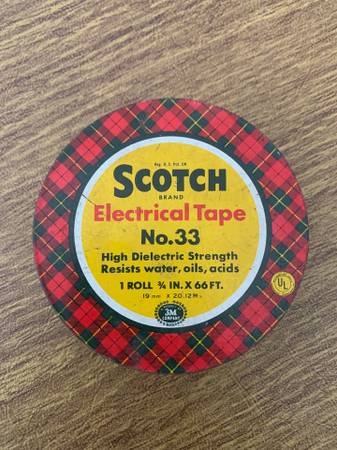 Reg. U.S. Pat. Off.
SCOTCH
BRAND
Electrical Tape
No.33
High Dielectric Strength
Resists water, oils, acids
1 ROLL ¾ IN. X 66 FT.
19 mm X 20.12 M.
3M
COMPANY
UL